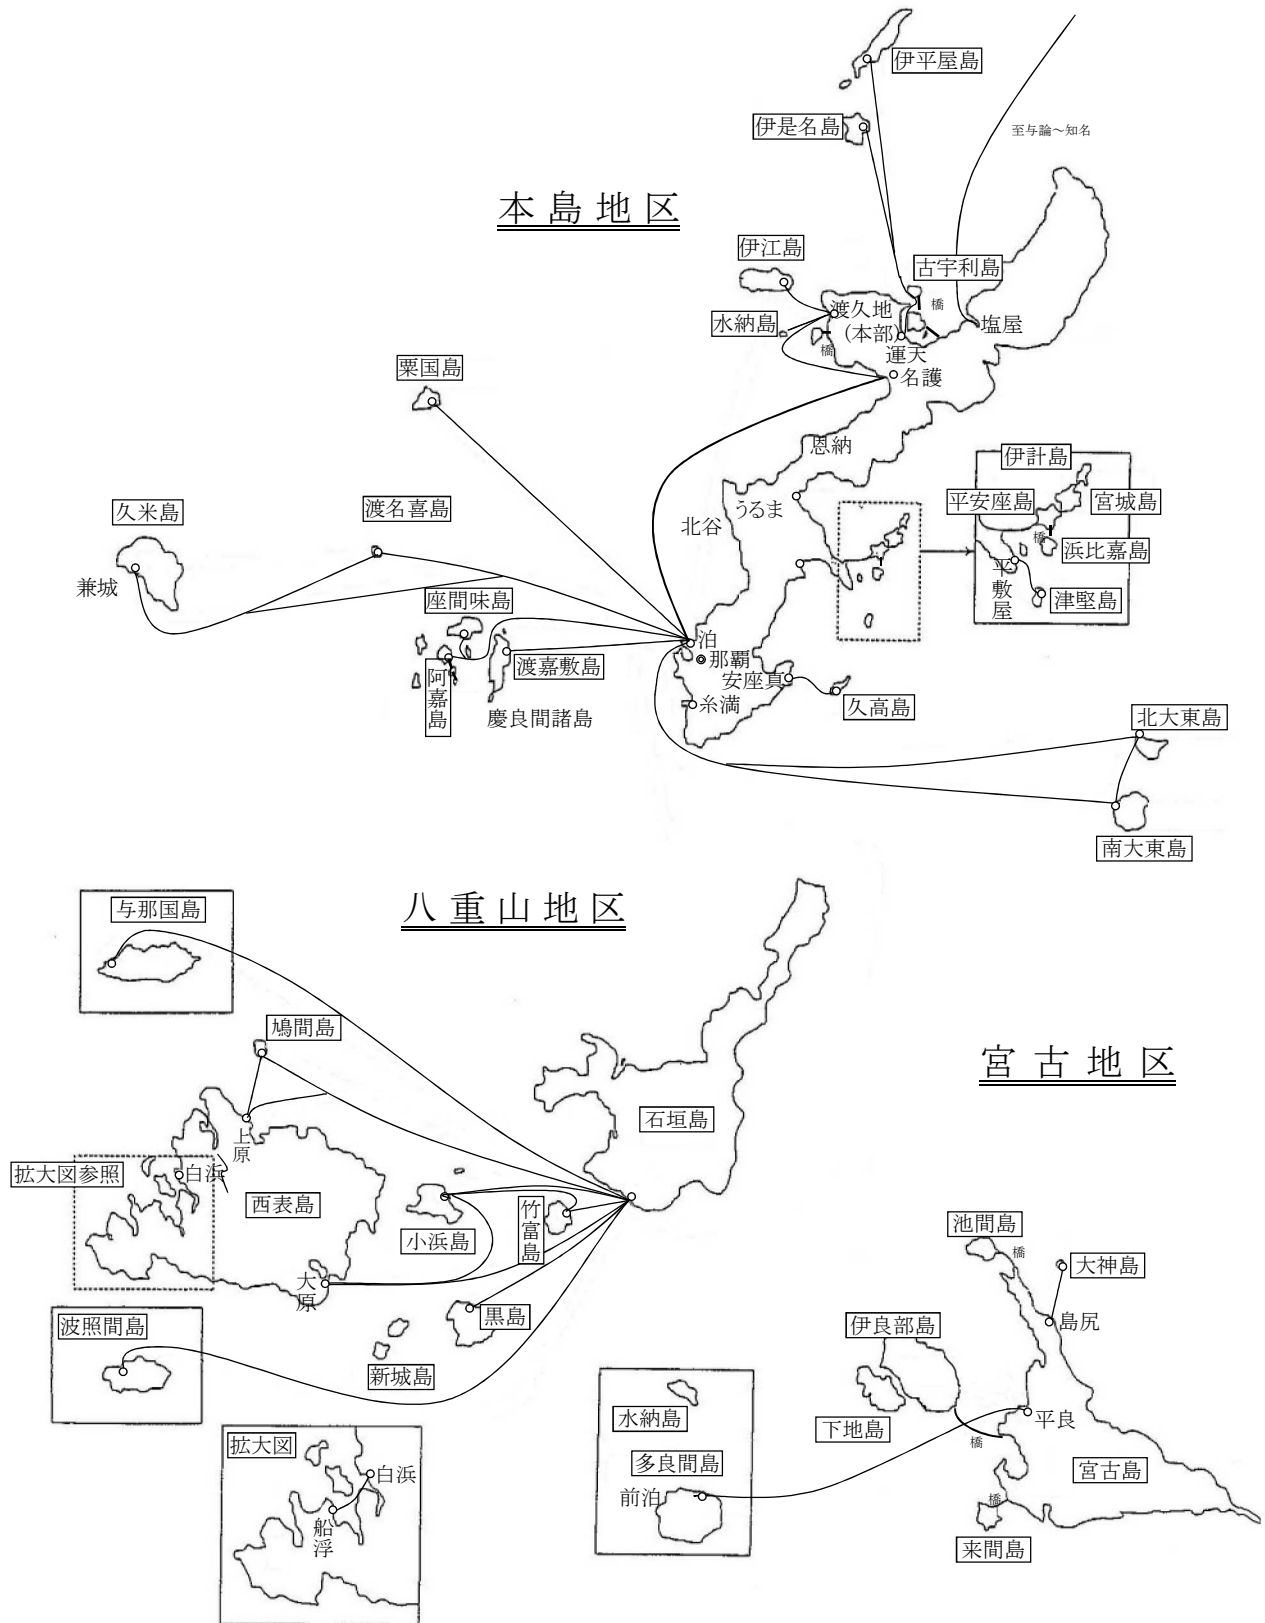 伊平屋島
伊是名島
至与論～知名
本島地区
伊江島
古宇利島
橋
渡久地
(本部)
水納島
橋
運天
塩屋
名護
粟国島
恩納
伊計島
平安座島
宮城島
橋
浜比嘉島
平敷屋
津堅島
うるま
北谷
久米島
兼城
渡名喜島
座間味島
阿嘉島
渡嘉敷島
慶良間諸島
泊
那覇
安座真
糸満
久高島
北大東島
南大東島
八重山地区
与那国島
鳩間島
石垣島
上原
拡大図参照
白浜
西表島
小浜島
竹富島
大原
黒島
新城島
波照間島
拡大図
白浜
船浮
宮古地区
池間島
橋
大神島
島尻
伊良部島
下地島
橋
平良
宮古島
橋
来間島
水納島
多良間島
前泊